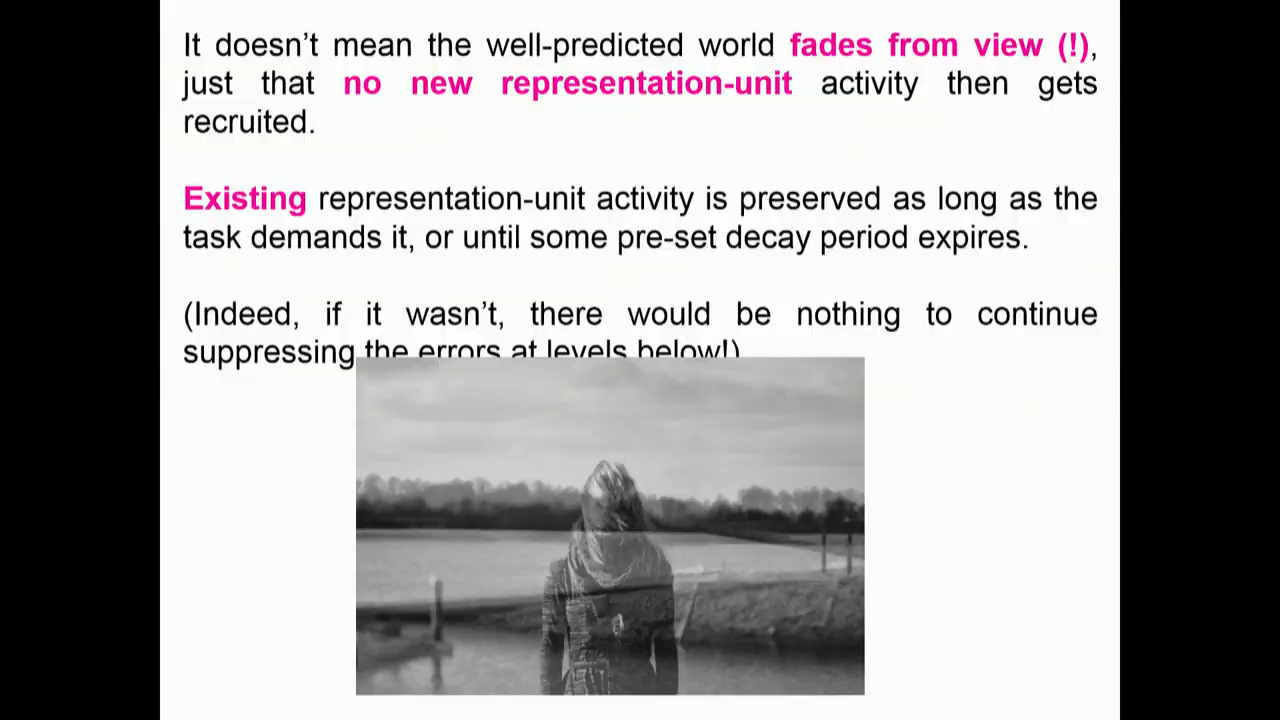 It doesn’t mean the well-predicted world fades from view (!),
just that no new representation-unit activity then gets
recruited.
Existing representation-unit activity is preserved as long as the
task demands it, or until some pre-set decay period expires.
(Indeed, if it wasn’t, there would be nothing to continue
suppressing the errors at levels below!)